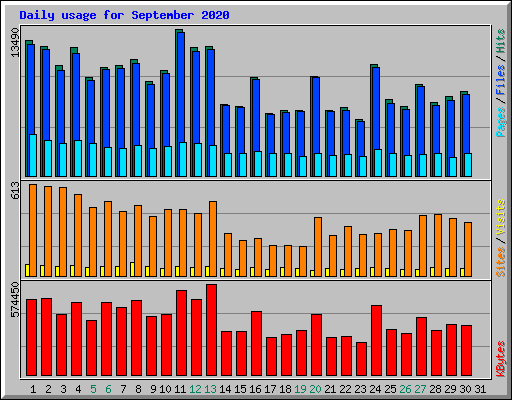 Daily usage for September 2020
13490
Pages / Files / Hits
613
Sites / Visits
574450
KBytes
1 2 3 4 5 6 7 8 9 10 11 12 13 14 15 16 17 18 19 20 21 22 23 24 25 26 27 28 29 30 31